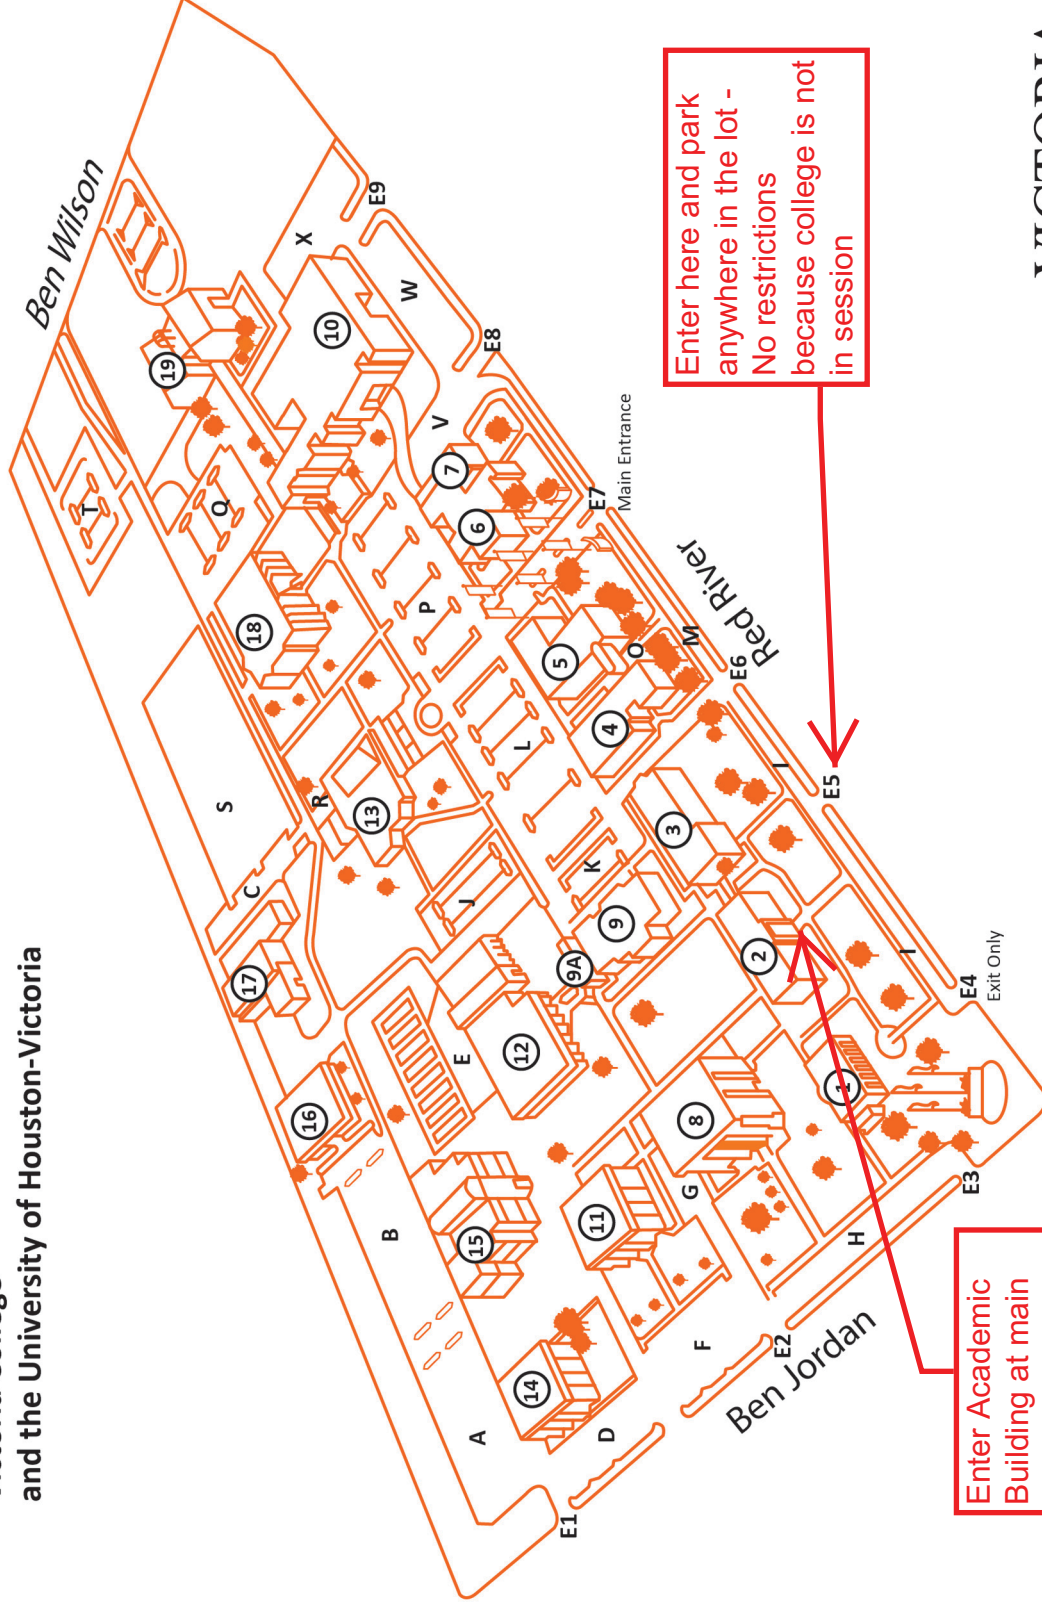 and the University of Houston-Victoria
Ben Wilson
T
19
Q
18
S
X
10
W
E9
E8
V
7
6
E7
Main Entrance
P
Red River
5
O
M
4
E6
L
R
13
C
17
J
K
3
I
E5
9
9A
2
I
E4
Exit Only
E
12
16
8
1
B
15
11
G
H
E3
14
A
D
F
E2
E1
Ben Jordan
Enter here and park
anywhere in the lot -
No restrictions
because college is not
in session
Enter Academic
Building at main